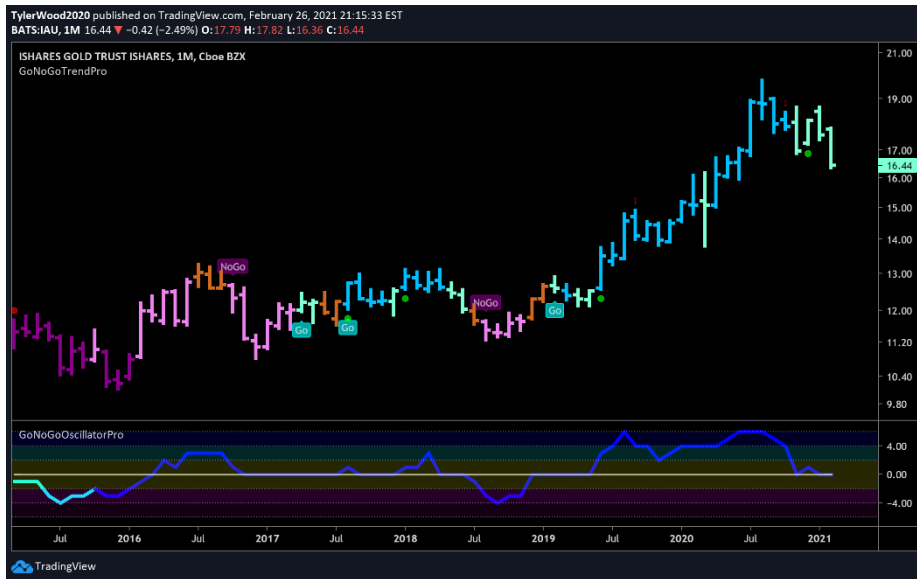 TylerWood2020 published on TradingView.com, February 26, 2021 21:15:33 EST
BATS:IAU, 1M 16.44 ▼ −0.42 (−2.49%) O:17.79 H:17.82 L:16.36 C:16.44
ISHARES GOLD TRUST ISHARES, 1M, Cboe BZX
GoNoGoTrendPro
21.00
19.00
17.00
16.44
16.00
15.00
14.00
NoGo
13.00
NoGo
12.00
Go
Go
Go
11.20
10.40
9.80
GoNoGoOscillatorPro
4.00
0.00
−4.00
Jul 2016 Jul 2017 Jul 2018 Jul 2019 Jul 2020 Jul 2021
TradingView